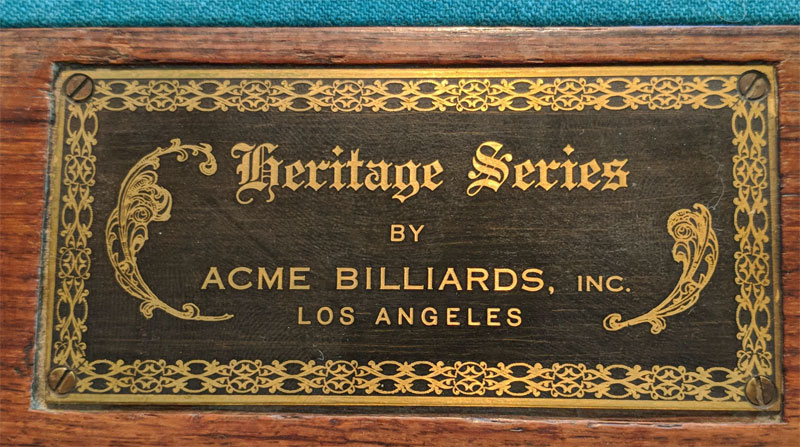 Heritage Series
BY
ACME BILLIARDS, INC.
LOS ANGELES